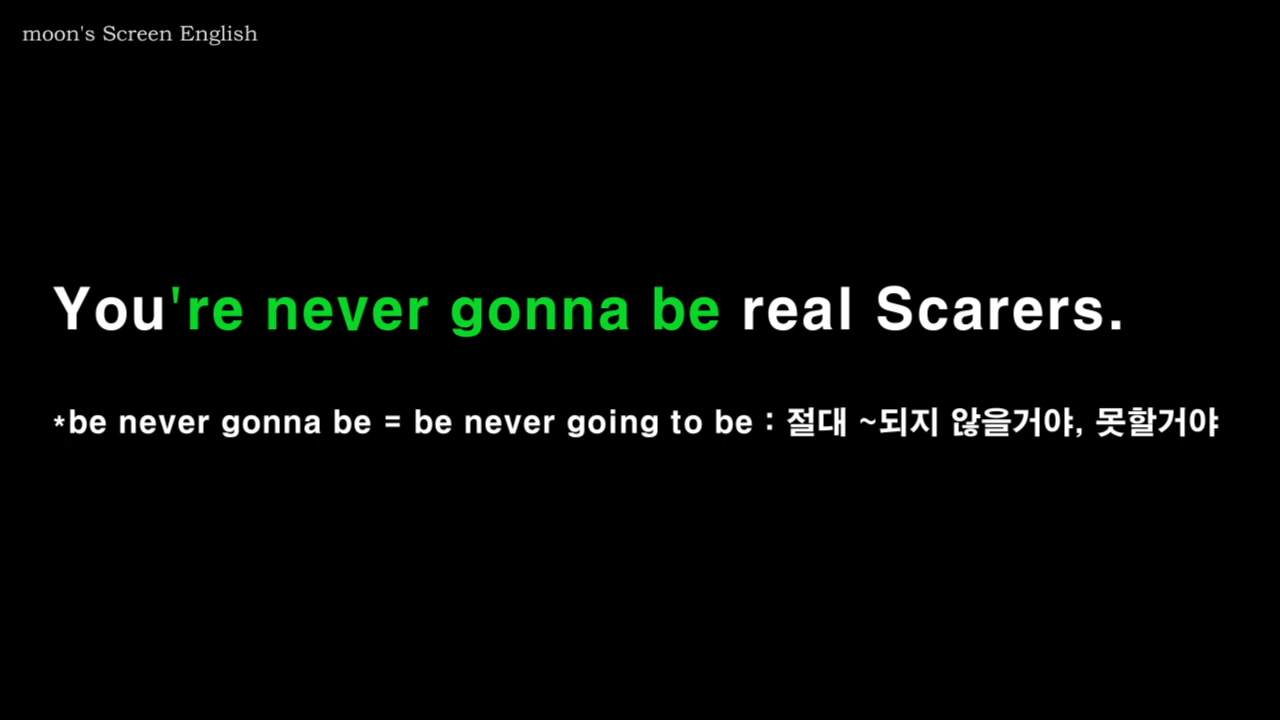 moon's Screen English
You're never gonna be real Scarers.
*be never gonna be = be never going to be : 절대 ~되지 않을거야, 못할거야